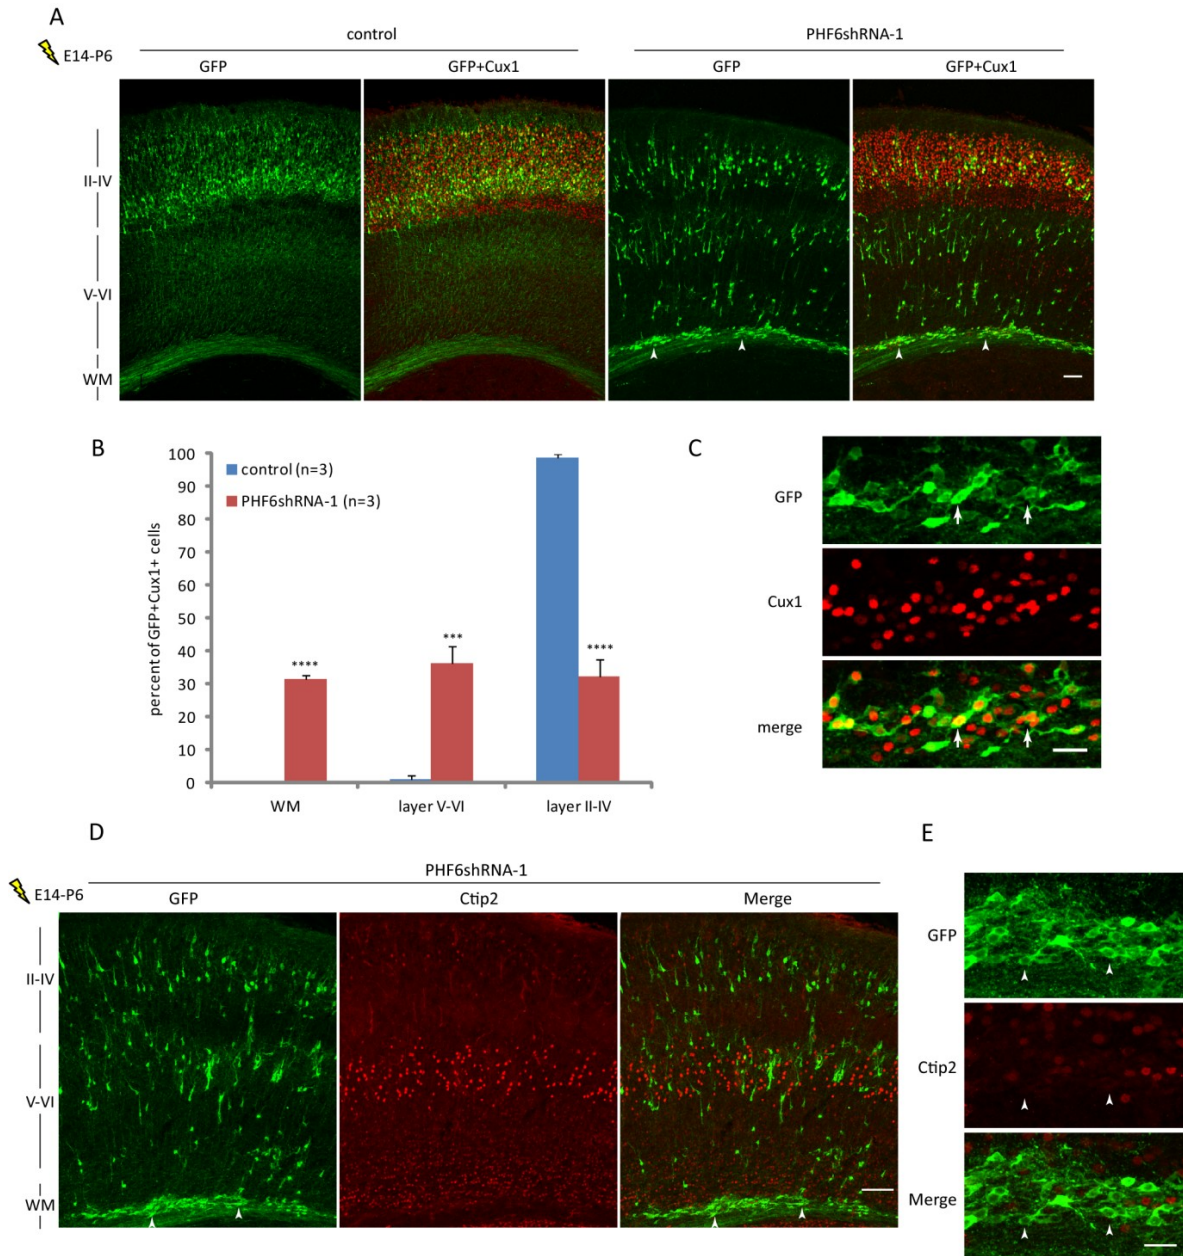 A
control
PHF6shRNA-1
E14-P6
GFP
GFP+Cux1
GFP
GFP+Cux1
II-IV
V-VI
WM
B
percent of GFP+Cux1+ cells
100
90
80
70
60
50
40
30
20
10
0
control (n=3)
PHF6shRNA-1 (n=3)
****
***
****
WM
layer V-VI
layer II-IV
C
GFP
Cux1
merge
D
PHF6shRNA-1
E14-P6
GFP
Ctip2
Merge
II-IV
V-VI
WM
E
GFP
Ctip2
Merge